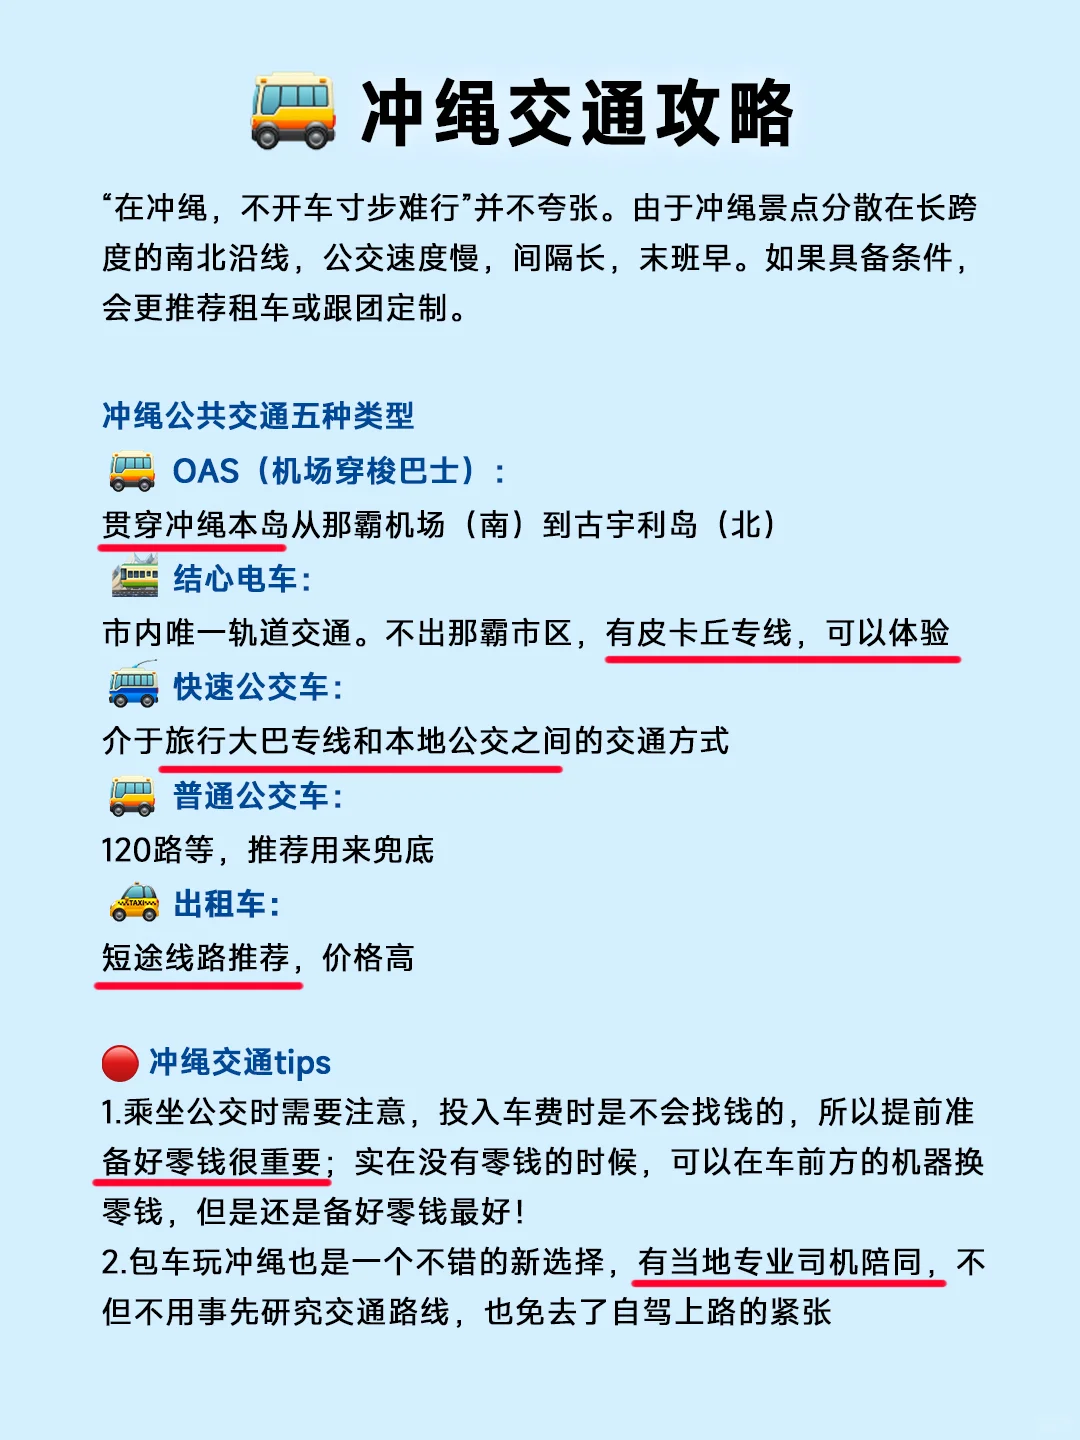 冲绳交通攻略
“在冲绳，不开车寸步难行”并不夸张。由于冲绳景点分散在长跨
度的南北沿线，公交速度慢，间隔长，末班早。如果具备条件，
会更推荐租车或跟团定制。
冲绳公共交通五种类型
OAS（机场穿梭巴士）：
贯穿冲绳本岛从那霸机场（南）到古宇利岛（北）
结心电车：
市内唯一轨道交通。不出那霸市区，有皮卡丘专线，可以体验
快速公交车：
介于旅行大巴专线和本地公交之间的交通方式
普通公交车：
120路等，推荐用来兜底
TAXI
出租车：
短途线路推荐，价格高
冲绳交通tips
1.乘坐公交时需要注意，投入车费时是不会找钱的，所以提前准
备好零钱很重要；实在没有零钱的时候，可以在车前方的机器换
零钱，但是还是备好零钱最好！
2.包车玩冲绳也是一个不错的新选择，有当地专业司机陪同，不
但不用事先研究交通路线，也免去了自驾上路的紧张